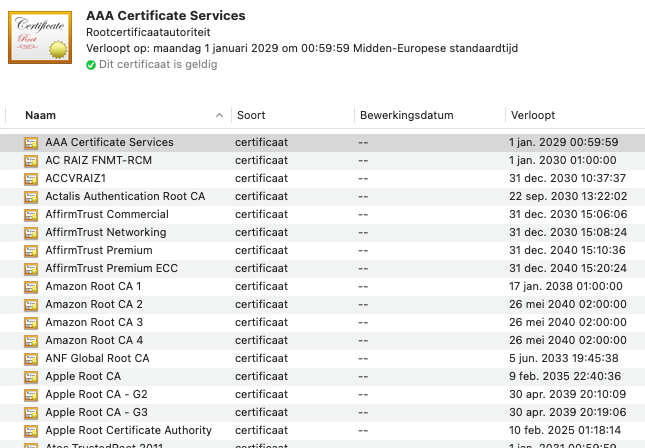 Certificate
Root
AAA Certificate Services
Rootcertificaatautoriteit
Verloopt op: maandag 1 januari 2029 om 00:59:59 Midden-Europese standaardtijd
Dit certificaat is geldig
Naam Soort Bewerkingsdatum Verloopt
AAA Certificate Services certificaat -- 1 jan. 2029 00:59:59
AC RAIZ FNMT-RCM certificaat -- 1 jan. 2030 01:00:00
ACCVRAIZ1 certificaat -- 31 dec. 2030 10:37:37
Actalis Authentication Root CA certificaat -- 22 sep. 2030 13:22:02
AffirmTrust Commercial certificaat -- 31 dec. 2030 15:06:06
AffirmTrust Networking certificaat -- 31 dec. 2030 15:08:24
AffirmTrust Premium certificaat -- 31 dec. 2040 15:10:36
AffirmTrust Premium ECC certificaat -- 31 dec. 2040 15:20:24
Amazon Root CA 1 certificaat -- 17 jan. 2038 01:00:00
Amazon Root CA 2 certificaat -- 26 mei 2040 02:00:00
Amazon Root CA 3 certificaat -- 26 mei 2040 02:00:00
Amazon Root CA 4 certificaat -- 26 mei 2040 02:00:00
ANF Global Root CA certificaat -- 5 jun. 2033 19:45:38
Apple Root CA certificaat -- 9 feb. 2035 22:40:36
Apple Root CA - G2 certificaat -- 30 apr. 2039 20:10:09
Apple Root CA - G3 certificaat -- 30 apr. 2039 20:19:06
Apple Root Certificate Authority certificaat -- 10 feb. 2025 01:18:14
Atos TrustedRoot 2011 certificaat -- 1 jan. 2031 00:59:59